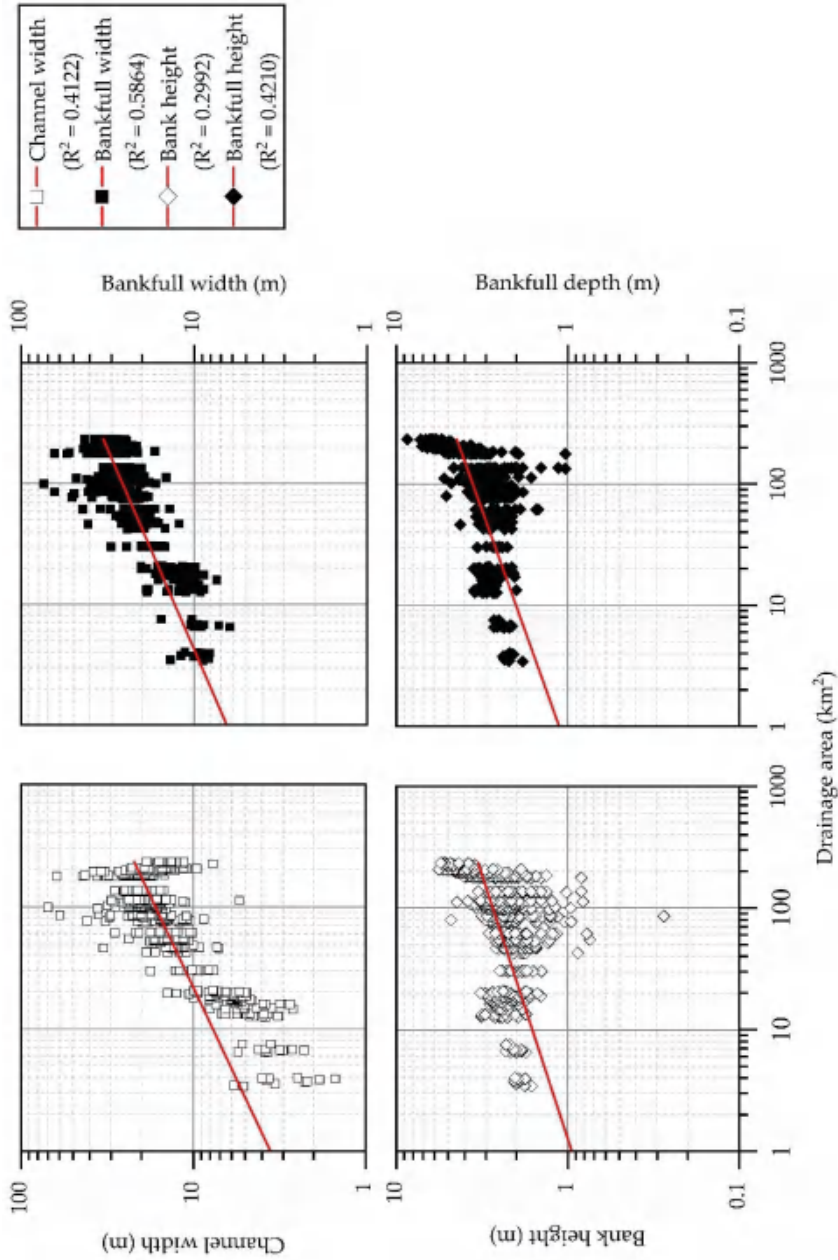 Channel width
(R² = 0.4122)
Bankfull width
(R² = 0.5864)
Bank height
(R² = 0.2992)
Bankfull height
(R² = 0.4210)
100
10
1
Channel width (m)
100
10
1
Bankfull width (m)
10
1
0.1
Bank height (m)
10
1
0.1
Bankfull depth (m)
1
10
100
1000
1
10
100
1000
Drainage area (km²)